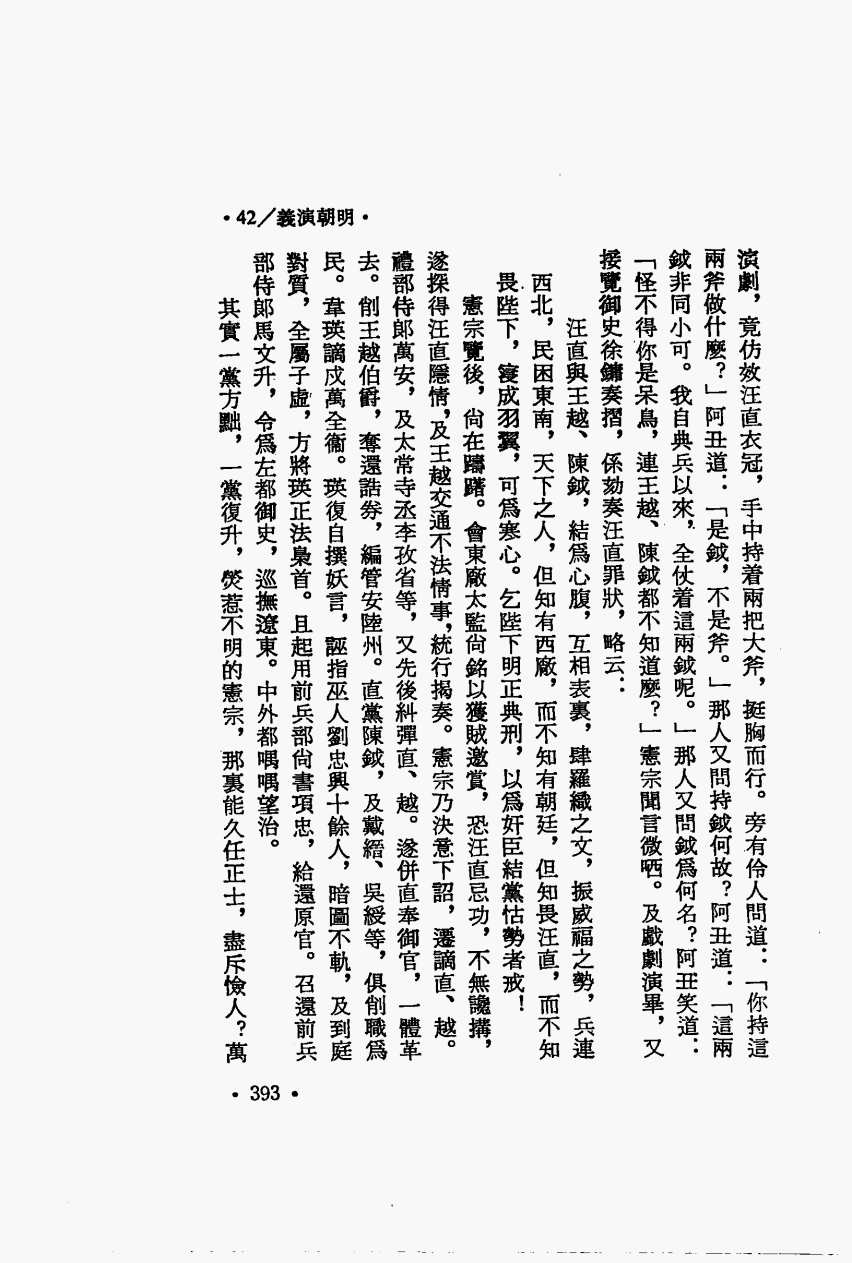 •42／義演朝明•
演劇，竟仿效汪直衣冠，手中持着兩把大斧，挺胸而行。旁有伶人問道：「你持這
兩斧做什麼？」阿丑道：「是鉞，不是斧。」那人又問持鉞何故？阿丑道：「這兩
鉞非同小可。我自典兵以來，全仗着這兩鉞呢。」那人又問鉞爲何名？阿丑笑道：
「怪不得你是呆鳥，連王越、陳鉞都不知道麼？」憲宗聞言微哂。及戲劇演畢，又
接覽御史徐鏞奏摺，係劾奏汪直罪狀，略云：
汪直與王越、陳鉞，結爲心腹，互相表裏，肆羅織之文，振威福之勢，兵連
西北，民困東南，天下之人，但知有西廠，而不知有朝廷，但知畏汪直，而不知
畏陛下，寖成羽翼，可爲寒心。乞陛下明正典刑，以爲奸臣結黨怙勢者戒！
憲宗覽後，尚在躊躇。會東廠太監尚銘以獲賊邀賞，恐汪直忌功，不無讒搆，
遂探得汪直隱情，及王越交通不法情事，統行揭奏。憲宗乃決意下詔，遷謫直、越。
禮部侍郎萬安，及太常寺丞李孜省等，又先後糾彈直、越。遂併直奉御官，一體革
去。削王越伯爵，奪還誥券，編管安陸州。直黨陳鉞，及戴縉、吳綬等，俱削職爲
民。韋瑛謫戍萬全衞。瑛復自撰妖言，誣指巫人劉忠興十餘人，暗圖不軌，及到庭
對質，全屬子虛，方將瑛正法梟首。且起用前兵部尚書項忠，給還原官。召還前兵
部侍郎馬文升，令爲左都御史，巡撫遼東。中外都喁喁望治。
其實一黨方黜，一黨復升，熒惹不明的憲宗，那裏能久任正士，盡斥憸人？萬
•393•